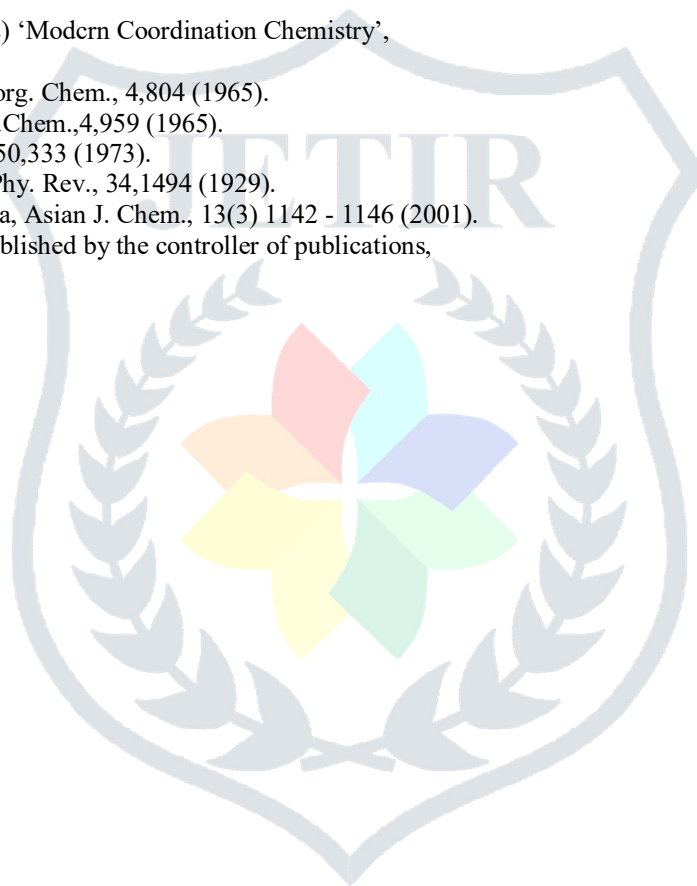 ) ‘Modcrn Coordination Chemistry’,
org. Chem., 4,804 (1965).
.Chem.,4,959 (1965).
50,333 (1973).
Phy. Rev., 34,1494 (1929).
a, Asian J. Chem., 13(3) 1142 - 1146 (2001).
blished by the controller of publications,
JETIR